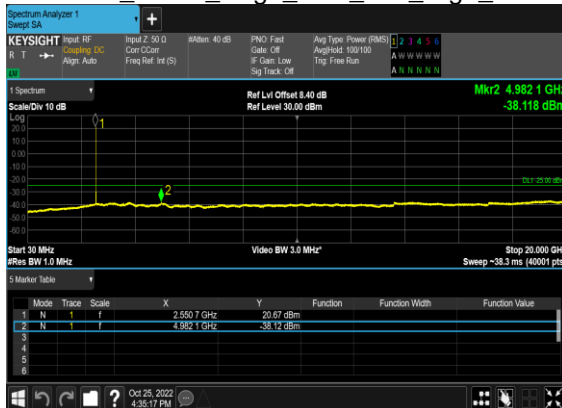 Spectrum Analyzer 1
Swept SA
KEYSIGHT
R T
LXI
Input: RF
Coupling: DC
Align: Auto
Input Z: 50 Ω
Corr CCorr
Freq Ref: Int (S)
#Atten: 40 dB
PNO: Fast
Gate: Off
IF Gain: Low
Sig Track: Off
Avg Type: Power (RMS)
Avg|Hold: 100/100
Trig: Free Run
1 2 3 4 5 6
A W W W W W
A N N N N N
1 Spectrum
Scale/Div 10 dB
Ref Lvl Offset 8.40 dB
Ref Level 30.00 dBm
Mkr2 4.982 1 GHz
-38.118 dBm
Log
20.0
10.0
0.00
-10.0
-20.0
-30.0
-40.0
-50.0
-60.0
1
2
DL1 -25.00 dBm
Start 30 MHz
#Res BW 1.0 MHz
Video BW 3.0 MHz*
Stop 20.000 GHz
Sweep ~38.3 ms (40001 pts)
5 Marker Table
Mode Trace Scale X Y Function Function Width Function Value
1 N 1 f 2.550 7 GHz 20.67 dBm
2 N 1 f 4.982 1 GHz -38.12 dBm
3
4
5
6
?
Oct 25, 2022
4:35:17 PM